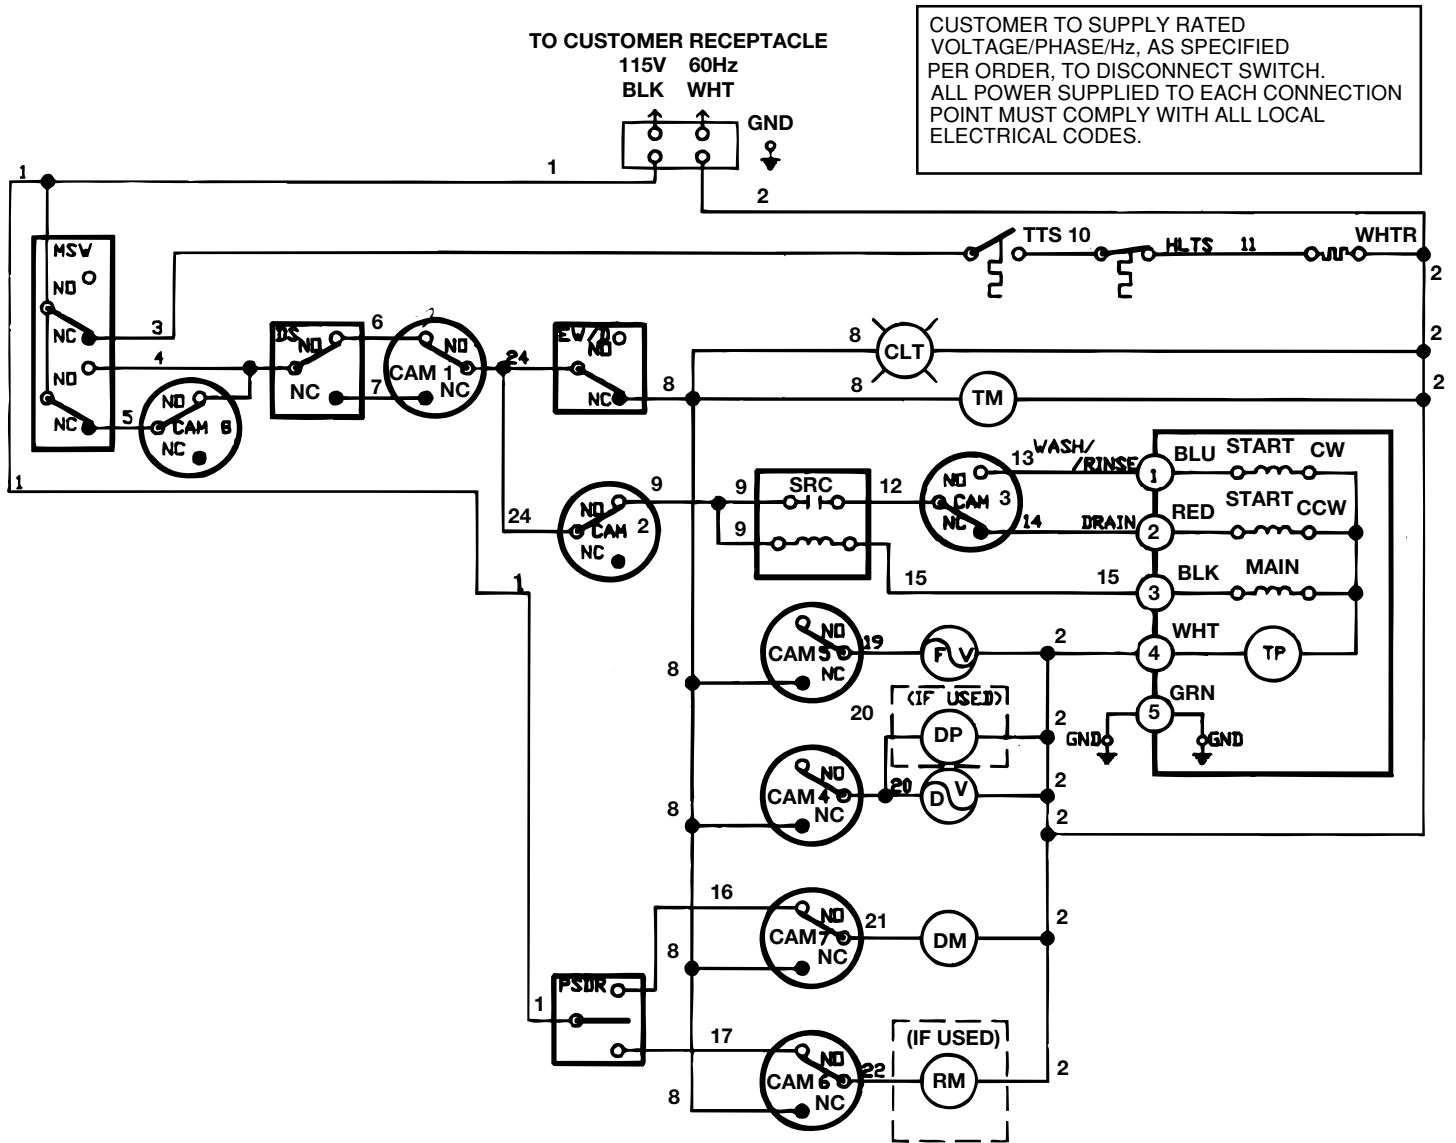 TO CUSTOMER RECEPTACLE
115V 60Hz
BLK WHT
GND
CUSTOMER TO SUPPLY RATED
VOLTAGE/PHASE/Hz, AS SPECIFIED
PER ORDER, TO DISCONNECT SWITCH.
ALL POWER SUPPLIED TO EACH CONNECTION
POINT MUST COMPLY WITH ALL LOCAL
ELECTRICAL CODES.
1
1
2
MSW
NO
NC
NO
NC
3
4
5
TTS 10
HLTS
11
WHTR
2
NO
CAM 8
NC
DS
NO
NC
6
7
NO
CAM 1
NC
24
EW/D
NO
NC
8
8
CLT
2
8
TM
2
1
24
NO
CAM 2
NC
9
9
9
SRC
12
15
NO
CAM 3
NC
13
WASH/
/RINSE
14
DRAIN
15
1
BLU
START
CW
2
RED
START
CCW
3
BLK
MAIN
4
WHT
TP
5
GRN
GND
GND
1
8
NO
CAM 5
NC
19
F V
2
(IF USED)
20
DP
2
8
NO
CAM 4
NC
20
D V
2
2
16
8
NO
CAM 7
NC
21
DM
2
PSDR
1
17
8
NO
CAM 6
NC
22
(IF USED)
RM
2